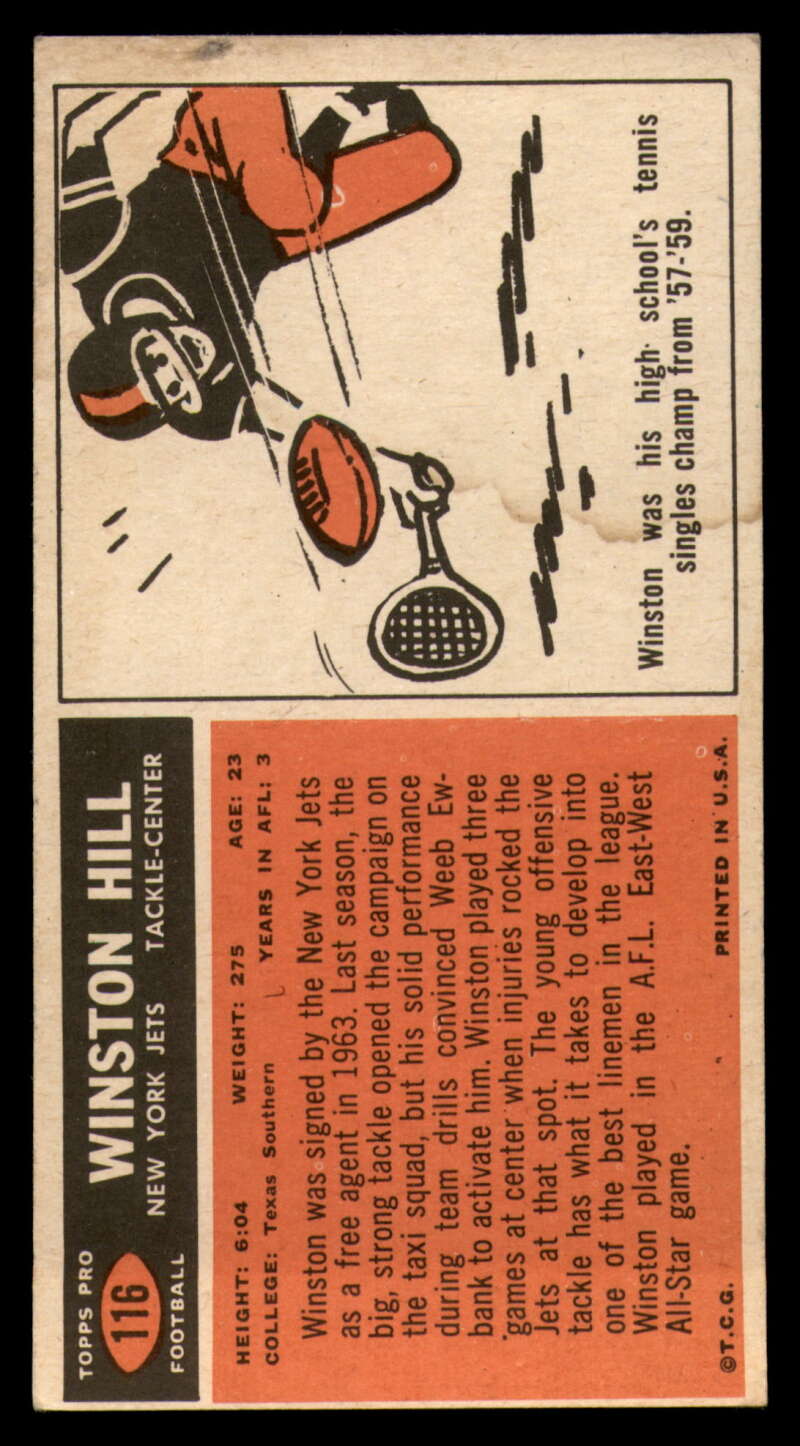 TOPPS PRO
116
FOOTBALL
WINSTON HILL
NEW YORK JETS TACKLE-CENTER
HEIGHT: 6:04 WEIGHT: 275 AGE: 23
COLLEGE: Texas Southern YEARS IN AFL: 3
Winston was signed by the New York Jets
as a free agent in 1963. Last season, the
big, strong tackle opened the campaign on
the taxi squad, but his solid performance
during team drills convinced Weeb Ew-
bank to activate him. Winston played three
games at center when injuries rocked the
Jets at that spot. The young offensive
tackle has what it takes to develop into
one of the best linemen in the league.
Winston played in the A.F.L. East-West
All-Star game.
©T.C.G. PRINTED IN U.S.A.
Winston was his high school's tennis
singles champ from '57-'59.